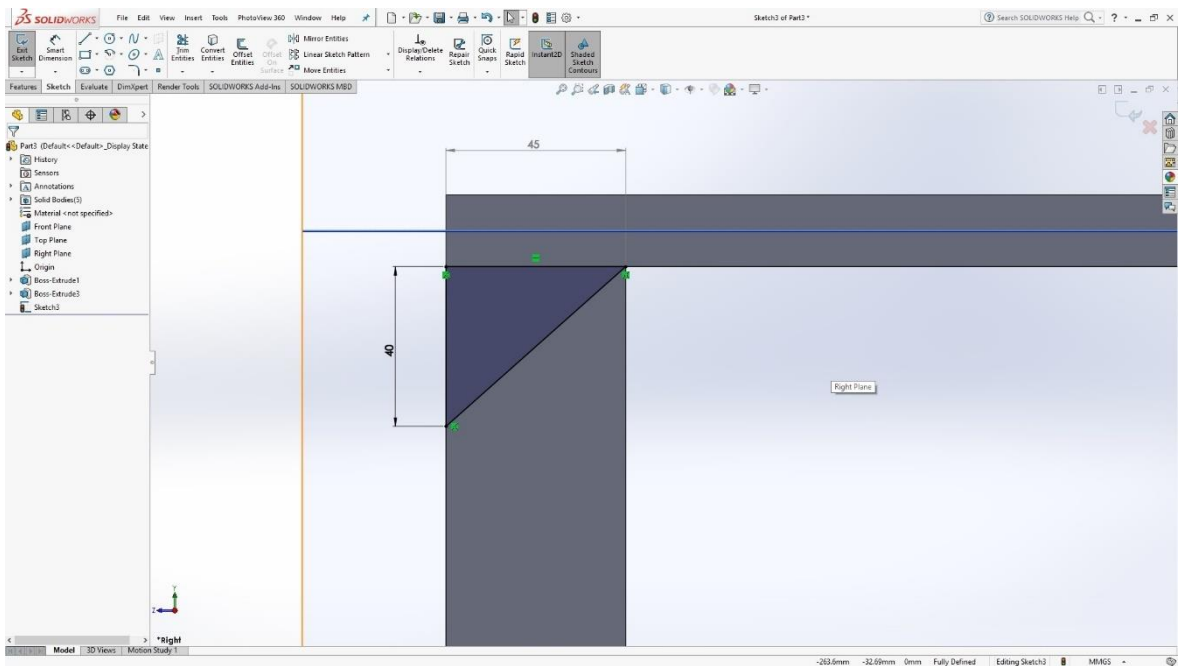 SOLIDWORKS File Edit View Insert Tools PhotoView 360 Window Help Sketch3 of Part3 * Search SOLIDWORKS Help
Exit Sketch Smart Dimension Trim Entities Convert Entities Offset Entities Offset On Surface Mirror Entities Linear Sketch Pattern Move Entities Display/Delete Relations Repair Sketch Quick Snaps Rapid Sketch Instant2D Shaded Sketch Contours
Features Sketch Evaluate DimXpert Render Tools SOLIDWORKS Add-Ins SOLIDWORKS MBD
Part3 (Default<<Default>_Display State
History
Sensors
Annotations
Solid Bodies(5)
Material <not specified>
Front Plane
Top Plane
Right Plane
Origin
Boss-Extrude1
Boss-Extrude3
Sketch3
45
40
Right Plane
Y
Z
*Right
Model 3D Views Motion Study 1
-263.6mm -32.69mm 0mm Fully Defined Editing Sketch3 MMGS